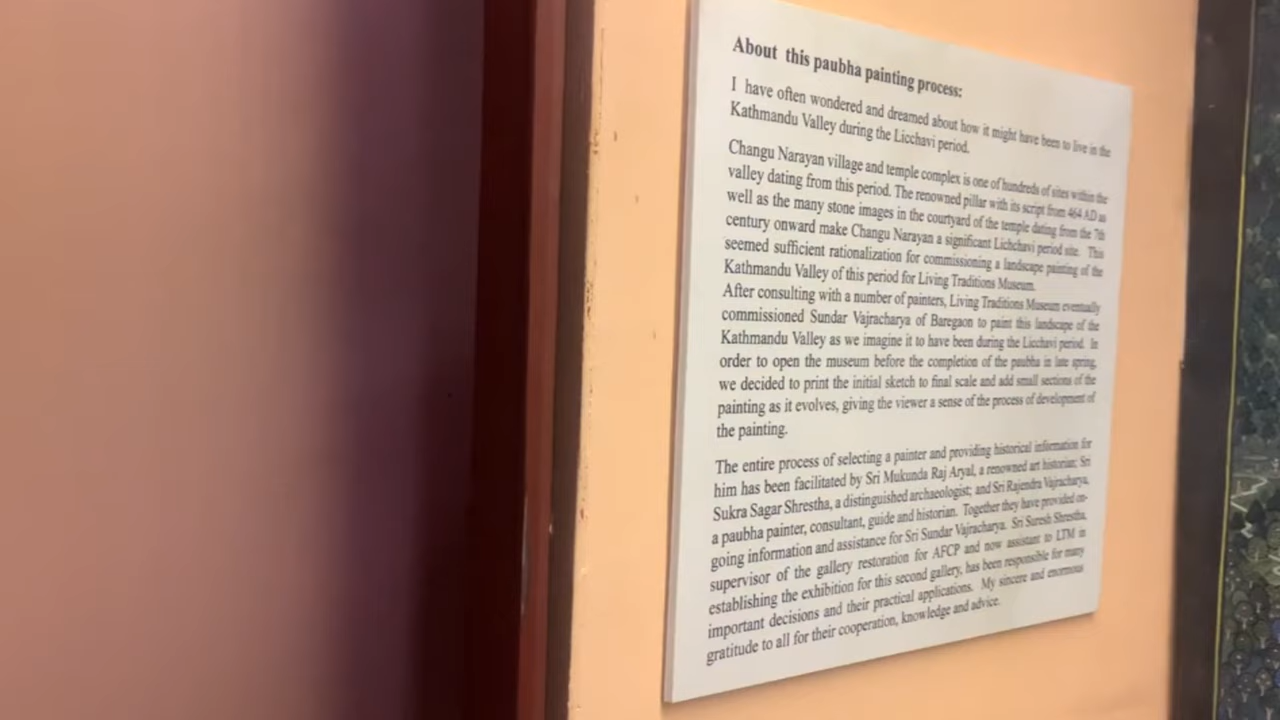 About this paubha painting process:
I have often wondered and dreamed about how it might have been to live in the
Kathmandu Valley during the Licchavi period.
Changu Narayan village and temple complex is one of hundreds of sites within the
valley dating from this period. The renowned pillar with its script from 464 AD as
well as the many stone images in the courtyard of the temple dating from the 7th
century onward make Changu Narayan a significant Lichchavi period site. This
seemed sufficient rationalization for commissioning a landscape painting of the
Kathmandu Valley of this period for Living Traditions Museum.
After consulting with a number of painters, Living Traditions Museum eventually
commissioned Sundar Vajracharya of Baregaon to paint this landscape of the
Kathmandu Valley as we imagine it to have been during the Licchavi period. In
order to open the museum before the completion of the paubha in late spring,
we decided to print the initial sketch to final scale and add small sections of the
painting as it evolves, giving the viewer a sense of the process of development of
the painting.
The entire process of selecting a painter and providing historical information for
him has been facilitated by Sri Mukunda Raj Aryal, a renowned art historian; Sri
Sukra Sagar Shrestha, a distinguished archaeologist; and Sri Rajendra Vajracharya,
a paubha painter, consultant, guide and historian. Together they have provided on-
going information and assistance for Sri Sundar Vajracharya. Sri Suresh Shrestha,
supervisor of the gallery restoration for AFCP and now assistant to LTM in
establishing the exhibition for this second gallery, has been responsible for many
important decisions and their practical applications. My sincere and enormous
gratitude to all for their cooperation, knowledge and advice.